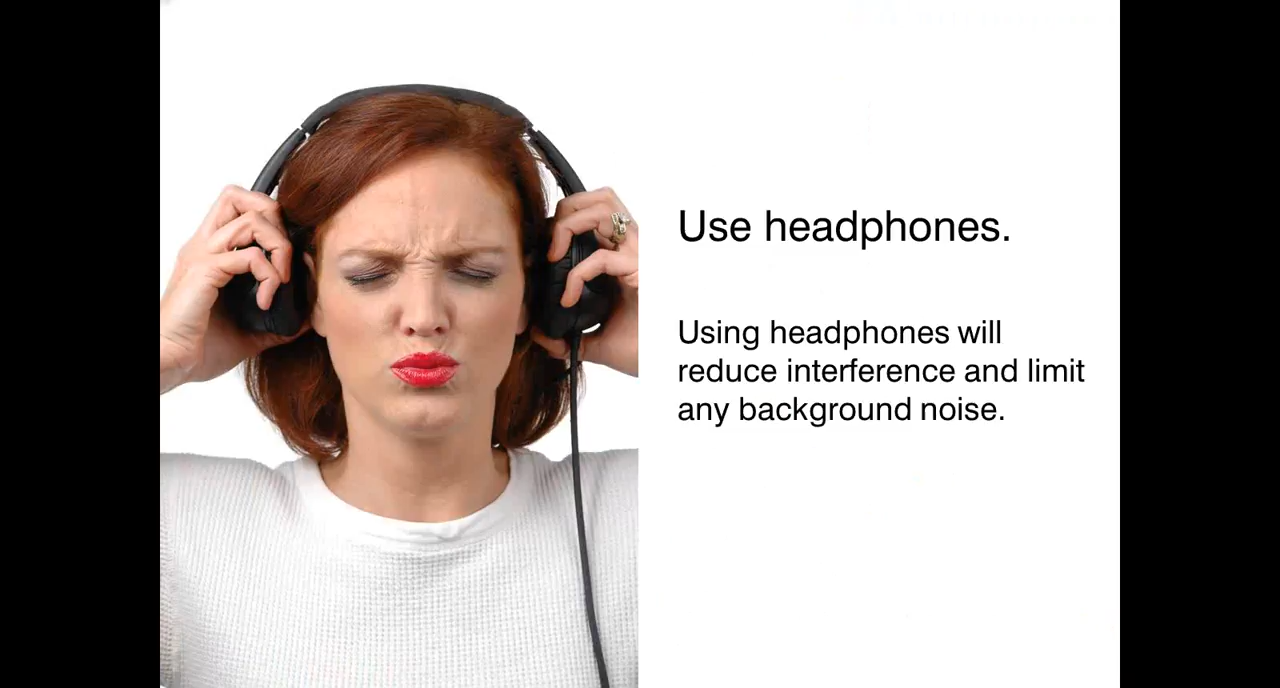 Use headphones.
Using headphones will
reduce interference and limit
any background noise.